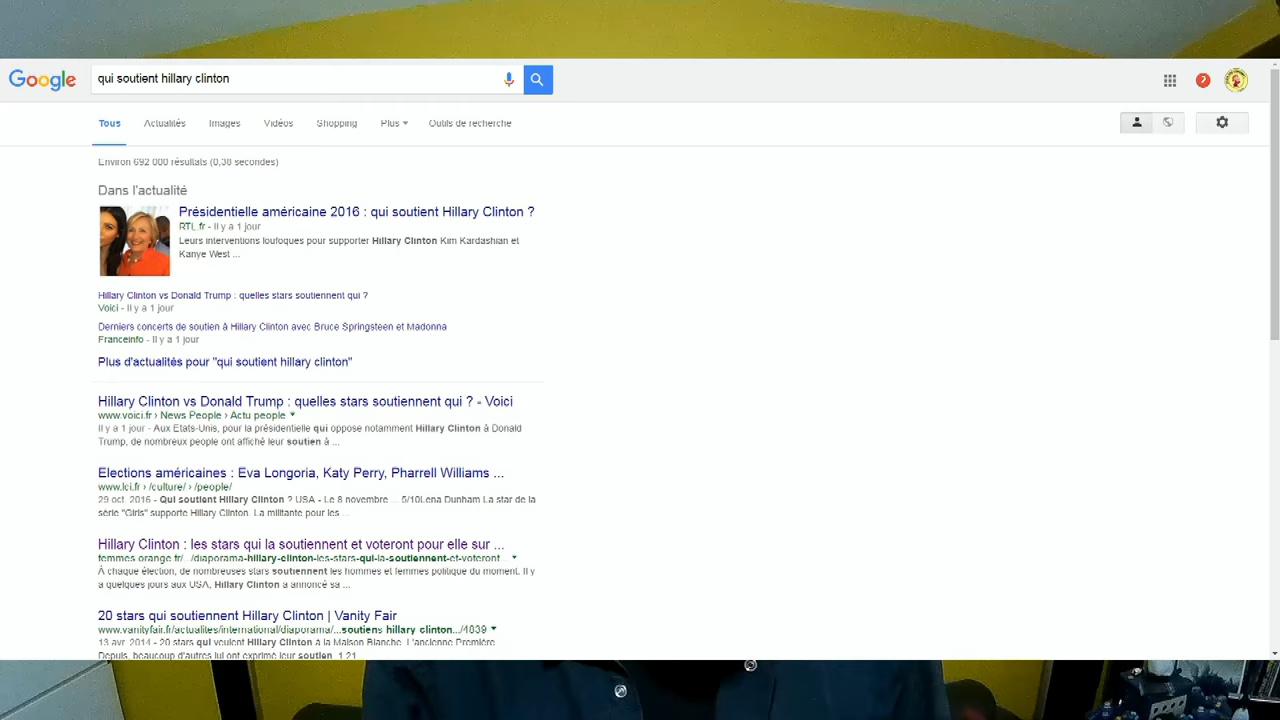 Google
qui soutient hillary clinton
Tous Actualités Images Vidéos Shopping Plus Outils de recherche
Environ 692 000 résultats (0,38 secondes)
Dans l'actualité
Présidentielle américaine 2016 : qui soutient Hillary Clinton ?
RTL.fr - Il y a 1 jour
Leurs interventions loufoques pour supporter Hillary Clinton Kim Kardashian et
Kanye West ...
Hillary Clinton vs Donald Trump : quelles stars soutiennent qui ?
Voici - Il y a 1 jour
Derniers concerts de soutien à Hillary Clinton avec Bruce Springsteen et Madonna
Franceinfo - Il y a 1 jour
Plus d'actualités pour "qui soutient hillary clinton"
Hillary Clinton vs Donald Trump : quelles stars soutiennent qui ? - Voici
www.voici.fr › News People › Actu people
Il y a 1 jour - Aux Etats-Unis, pour la présidentielle qui oppose notamment Hillary Clinton à Donald
Trump, de nombreux people ont affiché leur soutien à ...
Elections américaines : Eva Longoria, Katy Perry, Pharrell Williams ...
www.lci.fr › /culture/ › /people/
29 oct. 2016 - Qui soutient Hillary Clinton ? USA - Le 8 novembre ... 5/10Lena Dunham La star de la
série "Girls" supporte Hillary Clinton. La militante pour les ...
Hillary Clinton : les stars qui la soutiennent et voteront pour elle sur ...
femmes.orange.fr/.../diaporama-hillary-clinton-les-stars-qui-la-soutiennent-et-voteront...
À chaque élection, de nombreuses stars soutiennent les hommes et femmes politique du moment. Il y
a quelques jours aux USA, Hillary Clinton a annoncé sa ...
20 stars qui soutiennent Hillary Clinton | Vanity Fair
www.vanityfair.fr/actualites/international/diaporama/...soutiens-hillary-clinton.../4839
13 avr. 2014 - 20 stars qui veulent Hillary Clinton à la Maison Blanche. L'ancienne Première
Depuis, beaucoup d'autres lui ont exprimé leur soutien. 1 21